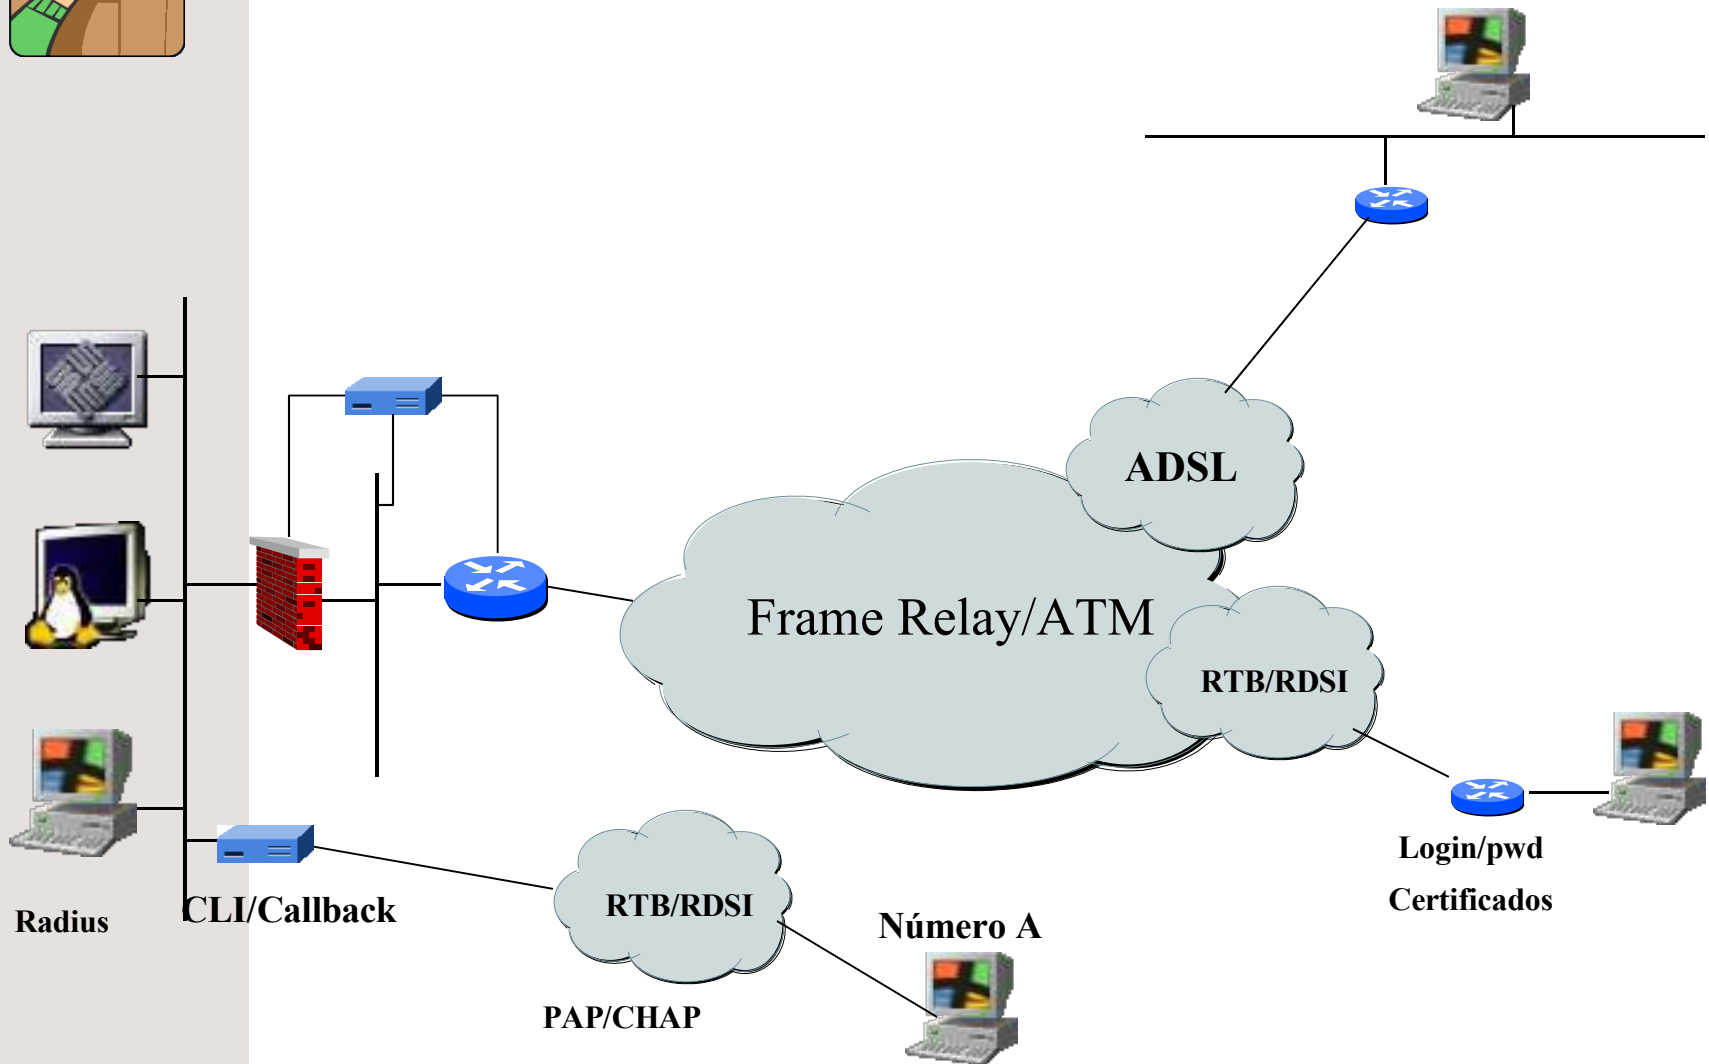 ADSL
Frame Relay/ATM
RTB/RDSI
Login/pwd
Certificados
Radius
CLI/Callback
RTB/RDSI
Número A
PAP/CHAP